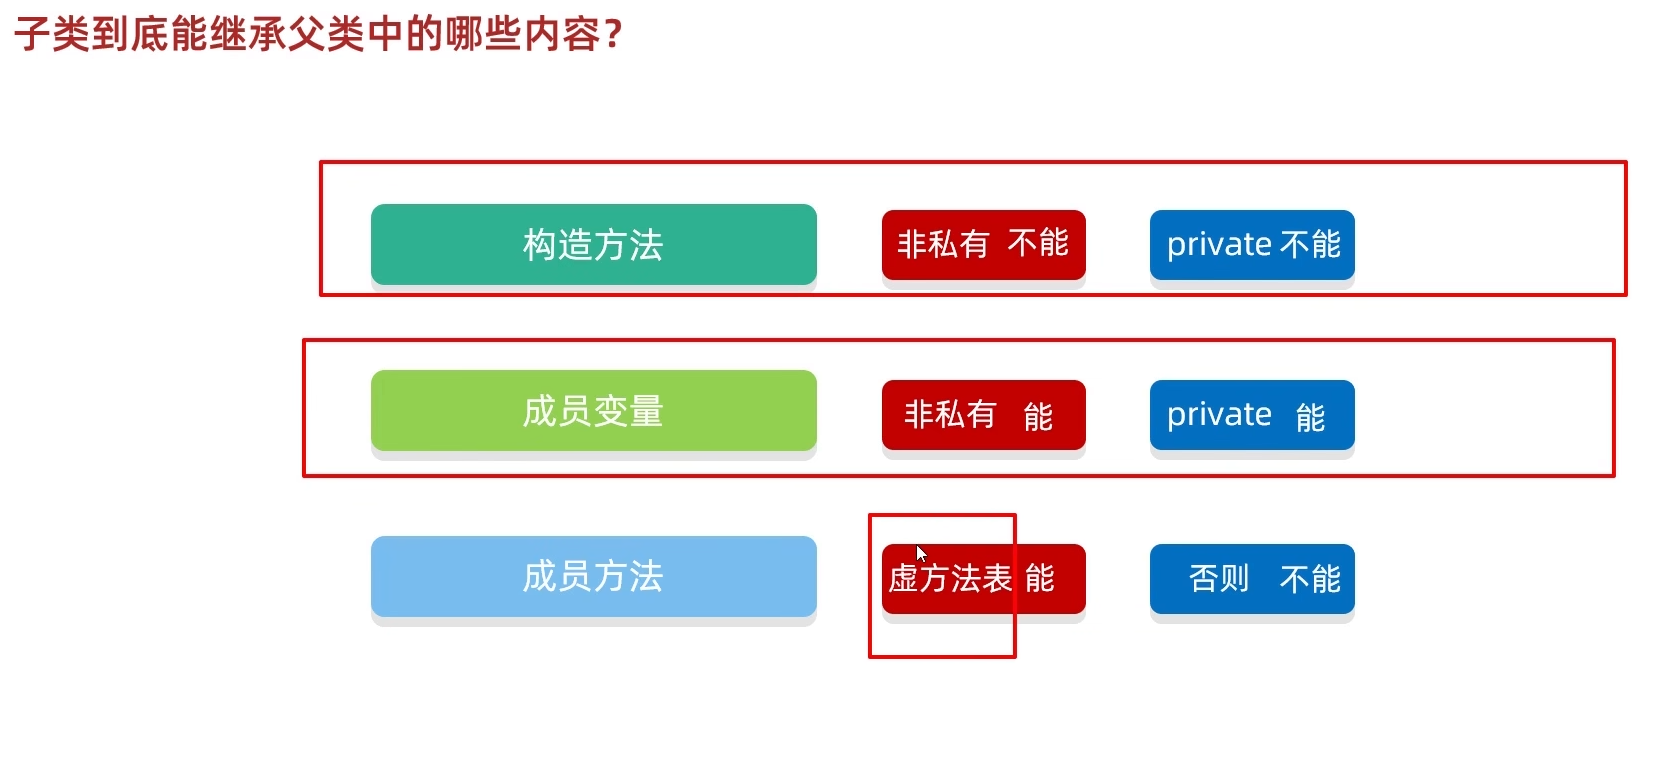 子类到底能继承父类中的哪些内容?
构造方法 非私有 不能 private 不能
成员变量 非私有 能 private 能
成员方法 虚方法表 能 否则 不能